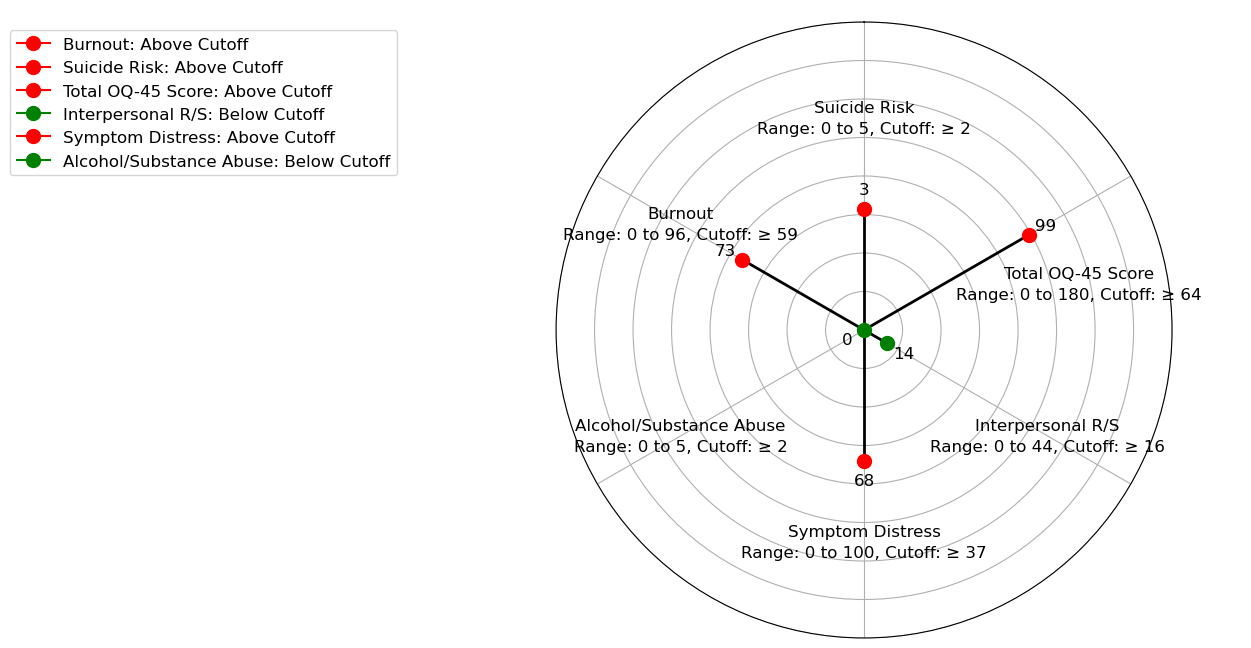 Burnout: Above Cutoff
Suicide Risk: Above Cutoff
Total OQ-45 Score: Above Cutoff
Interpersonal R/S: Below Cutoff
Symptom Distress: Above Cutoff
Alcohol/Substance Abuse: Below Cutoff
Suicide Risk
Range: 0 to 5, Cutoff: ≥ 2
3
Burnout
Range: 0 to 96, Cutoff: ≥ 59
73
99
Total OQ-45 Score
Range: 0 to 180, Cutoff: ≥ 64
0
14
Alcohol/Substance Abuse
Range: 0 to 5, Cutoff: ≥ 2
Interpersonal R/S
Range: 0 to 44, Cutoff: ≥ 16
68
Symptom Distress
Range: 0 to 100, Cutoff: ≥ 37